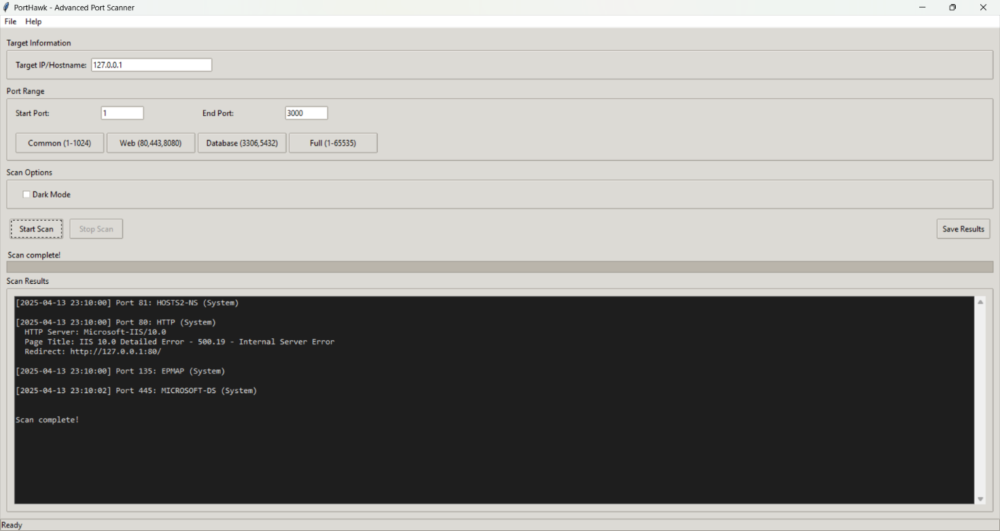 PortHawk - Advanced Port Scanner
File Help
Target Information
Target IP/Hostname: 127.0.0.1
Port Range
Start Port: 1 End Port: 3000
Common (1-1024) Web (80,443,8080) Database (3306,5432) Full (1-65535)
Scan Options
Dark Mode
Start Scan Stop Scan Save Results
Scan complete!
Scan Results
[2025-04-13 23:10:00] Port 81: HOSTS2-NS (System)
[2025-04-13 23:10:00] Port 80: HTTP (System)
HTTP Server: Microsoft-IIS/10.0
Page Title: IIS 10.0 Detailed Error - 500.19 - Internal Server Error
Redirect: http://127.0.0.1:80/
[2025-04-13 23:10:00] Port 135: EPMAP (System)
[2025-04-13 23:10:02] Port 445: MICROSOFT-DS (System)
Scan complete!
Ready